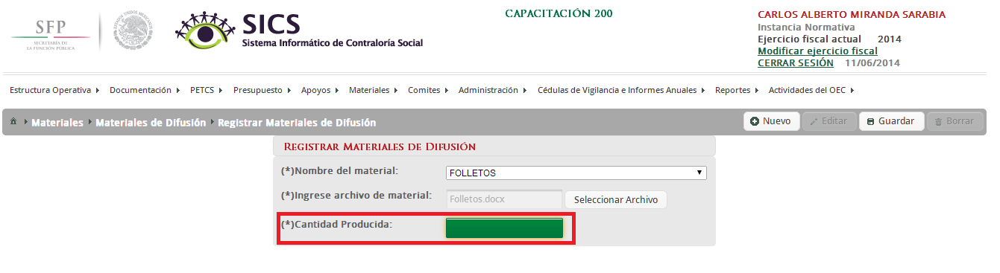 SFP
SECRETARÍA DE
LA FUNCIÓN PÚBLICA
ESTADOS UNIDOS MEXICANOS
SICS
Sistema Informático de Contraloría Social
CAPACITACIÓN 200
CARLOS ALBERTO MIRANDA SARABIA
Instancia Normativa
Ejercicio fiscal actual 2014
Modificar ejercicio fiscal
CERRAR SESIÓN 11/06/2014
Estructura Operativa Documentación PETCS Presupuesto Apoyos Materiales Comites Administración Cédulas de Vigilancia e Informes Anuales Reportes Actividades del OEC
Materiales Materiales de Difusión Registrar Materiales de Difusión Nuevo Editar Guardar Borrar
Registrar Materiales de Difusión
(*)Nombre del material: FOLLETOS
(*)Ingrese archivo de material: Folletos.docx Seleccionar Archivo
(*)Cantidad Producida: